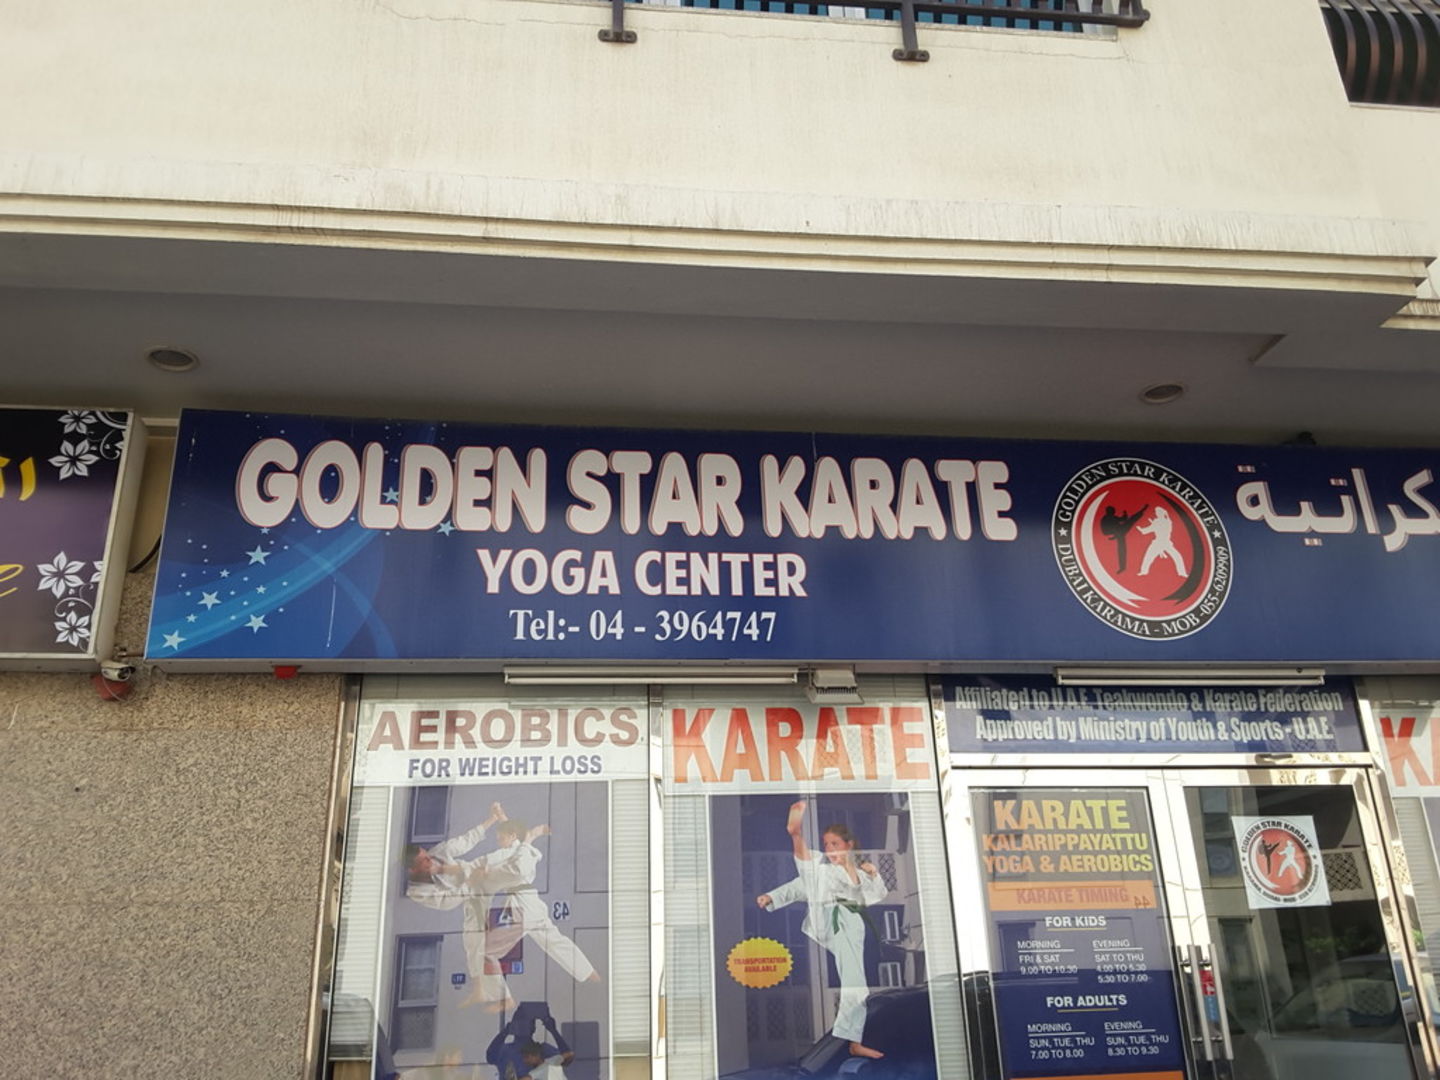 GOLDEN STAR KARATE
YOGA CENTER
Tel:- 04 - 3964747
GOLDEN STAR KARATE
DUBAI KARAMA - MOB -055-6209909
كراتية
Affiliated to U.A.E. Teakwondo & Karate Federation
Approved by Ministry of Youth & Sports - U.A.E.
AEROBICS
FOR WEIGHT LOSS
KARATE
TRANSPORTATION
AVAILABLE
KARATE
KALARIPPAYATTU
YOGA & AEROBICS
KARATE TIMING
FOR KIDS
MORNING EVENING
FRI & SAT SAT TO THU
9.00 TO 10.30 4.00 TO 5.30
5:30 TO 7.00
FOR ADULTS
MORNING EVENING
SUN, TUE, THU SUN, TUE, THU
7.00 TO 8.00 8.30 TO 9.30
GOLDEN STAR KARATE
43
44